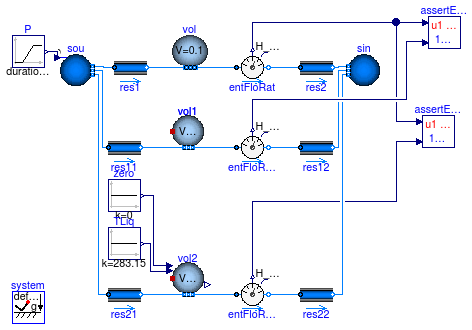 assertE...
P
sou
vol
sin
H
u1 ...
1...
V=0.1
duratio...
res1
entFloRat
res2
assertE...
vol1
H
u1 ...
1...
V...
res11
entFloR...
res12
zero
k=0
TLiq
k=283.15
vol2
H
V...
system
def...
g
res21
entFloR...
res22